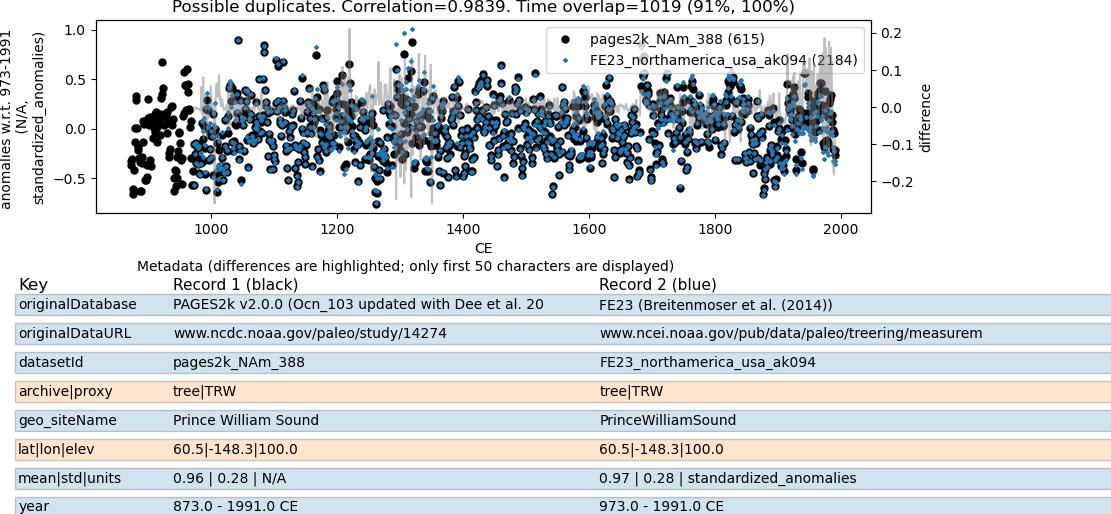 Possible duplicates. Correlation=0.9839. Time overlap=1019 (91%, 100%)
anomalies w.r.t. 973-1991
(N/A,
standardized_anomalies)
1.0
0.5
0.0
−0.5
pages2k_NAm_388 (615)
FE23_northamerica_usa_ak094 (2184)
0.2
0.1
0.0
−0.1
−0.2
difference
1000 1200 1400 1600 1800 2000
CE
Metadata (differences are highlighted; only first 50 characters are displayed)
Key Record 1 (black) Record 2 (blue)
originalDatabase PAGES2k v2.0.0 (Ocn_103 updated with Dee et al. 20 FE23 (Breitenmoser et al. (2014))
originalDataURL www.ncdc.noaa.gov/paleo/study/14274 www.ncei.noaa.gov/pub/data/paleo/treering/measurem
datasetId pages2k_NAm_388 FE23_northamerica_usa_ak094
archive|proxy tree|TRW tree|TRW
geo_siteName Prince William Sound PrinceWilliamSound
lat|lon|elev 60.5|-148.3|100.0 60.5|-148.3|100.0
mean|std|units 0.96 | 0.28 | N/A 0.97 | 0.28 | standardized_anomalies
year 873.0 - 1991.0 CE 973.0 - 1991.0 CE